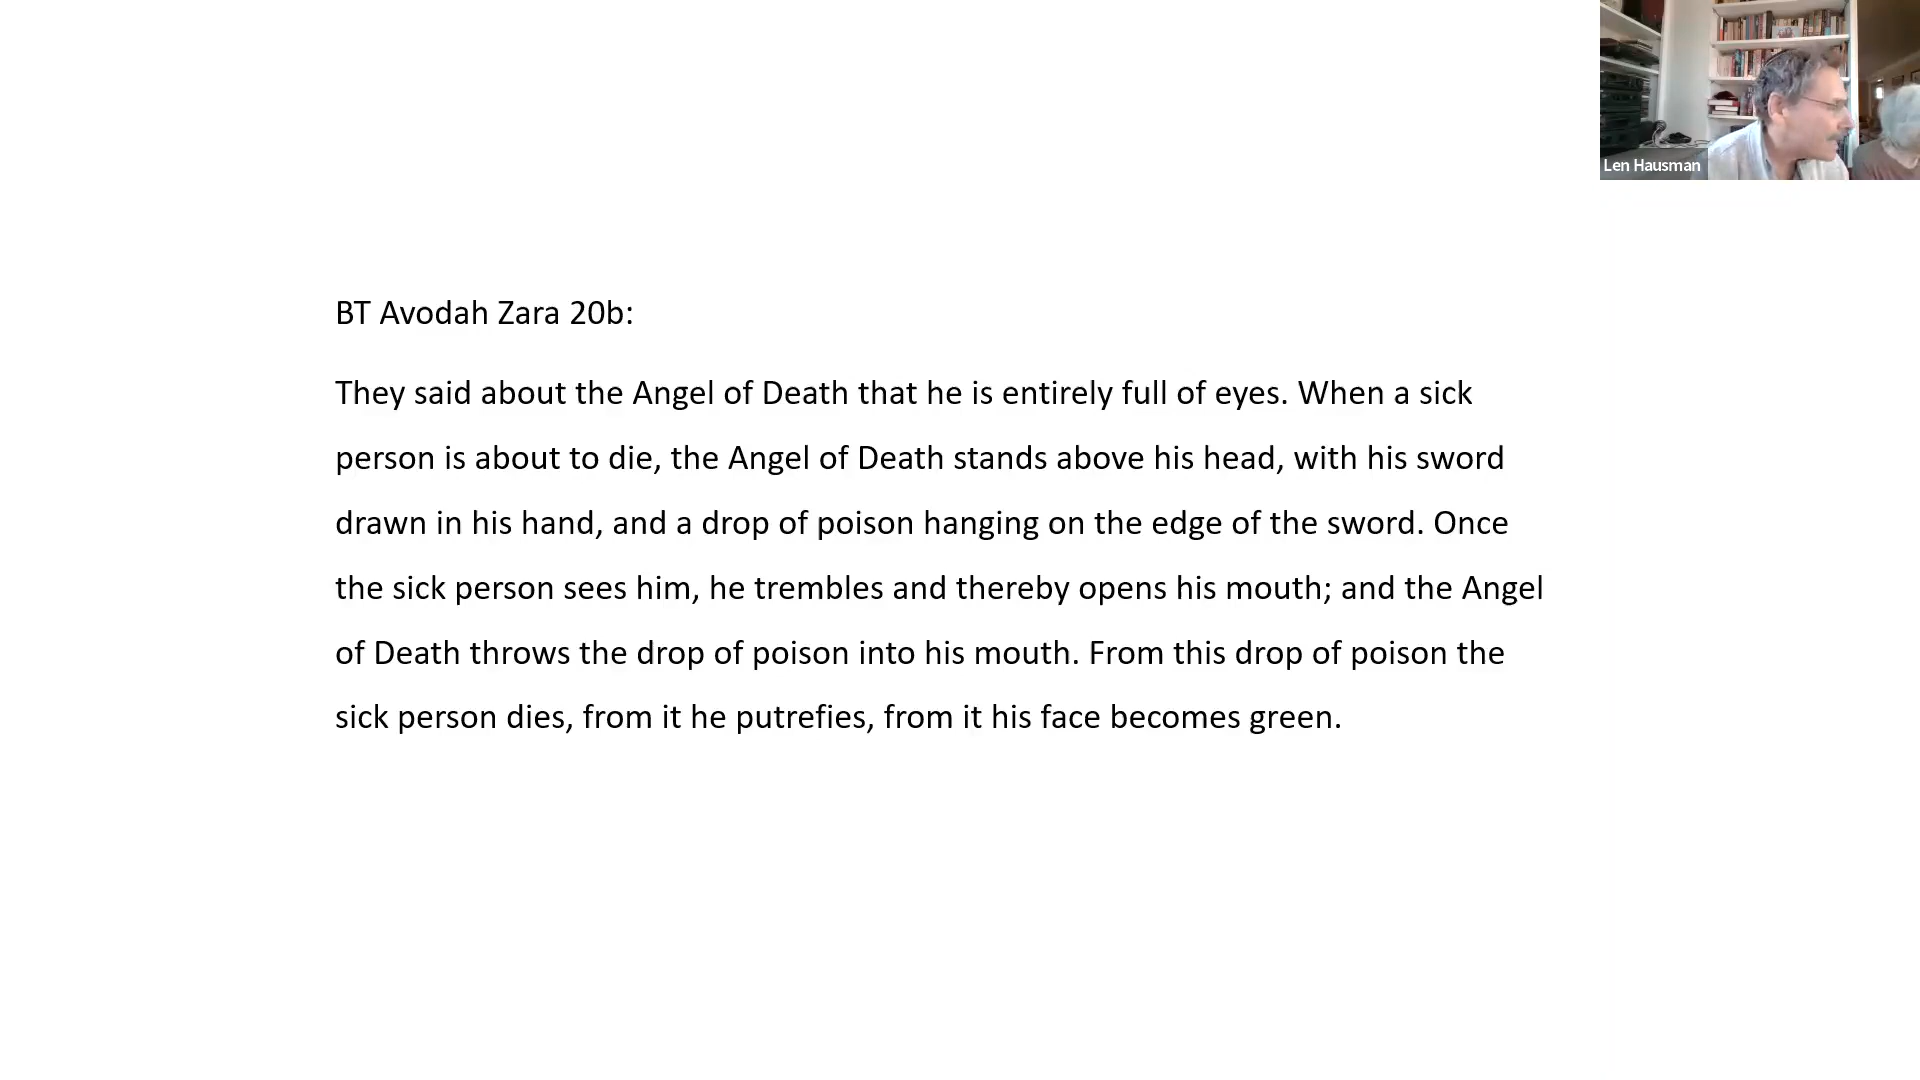 Len Hausman
BT Avodah Zara 20b:
They said about the Angel of Death that he is entirely full of eyes. When a sick
person is about to die, the Angel of Death stands above his head, with his sword
drawn in his hand, and a drop of poison hanging on the edge of the sword. Once
the sick person sees him, he trembles and thereby opens his mouth; and the Angel
of Death throws the drop of poison into his mouth. From this drop of poison the
sick person dies, from it he putrefies, from it his face becomes green.